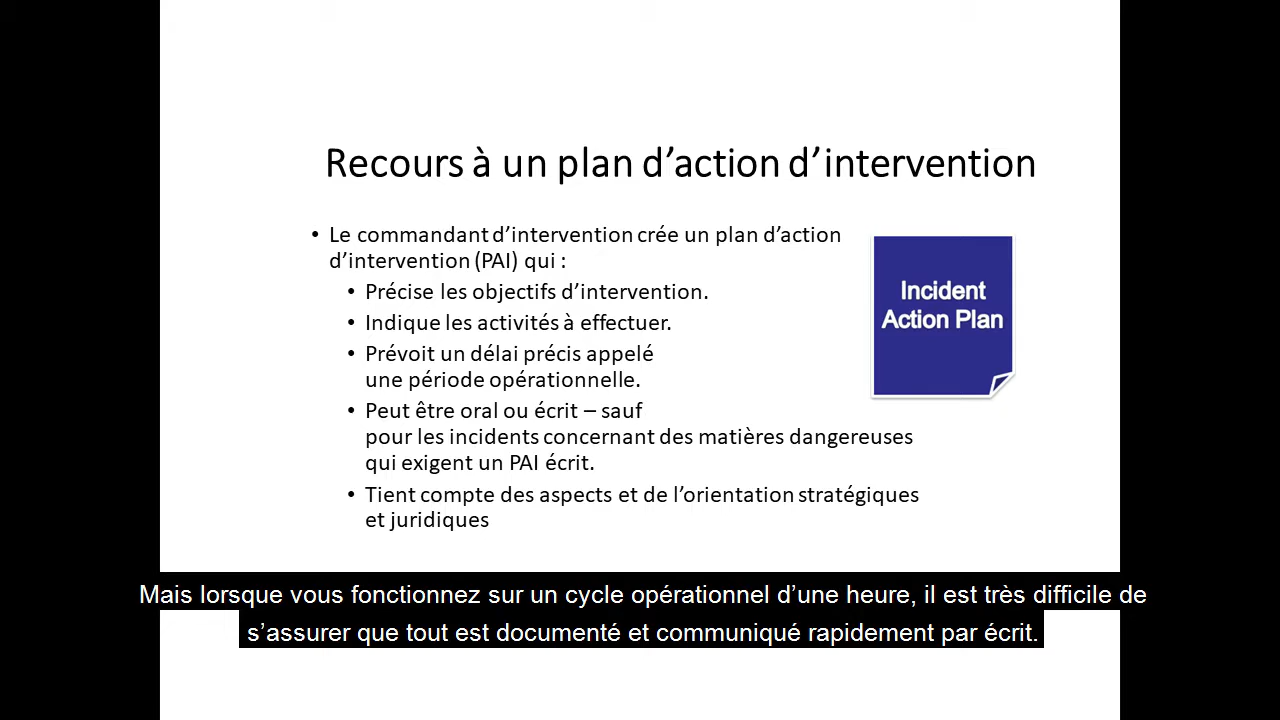 Recours à un plan d’action d’intervention
• Le commandant d’intervention crée un plan d’action
d’intervention (PAI) qui :
• Précise les objectifs d’intervention.
• Indique les activités à effectuer.
• Prévoit un délai précis appelé
une période opérationnelle.
• Peut être oral ou écrit – sauf
pour les incidents concernant des matières dangereuses
qui exigent un PAI écrit.
• Tient compte des aspects et de l’orientation stratégiques
et juridiques
Incident
Action Plan
Mais lorsque vous fonctionnez sur un cycle opérationnel d’une heure, il est très difficile de
s’assurer que tout est documenté et communiqué rapidement par écrit.